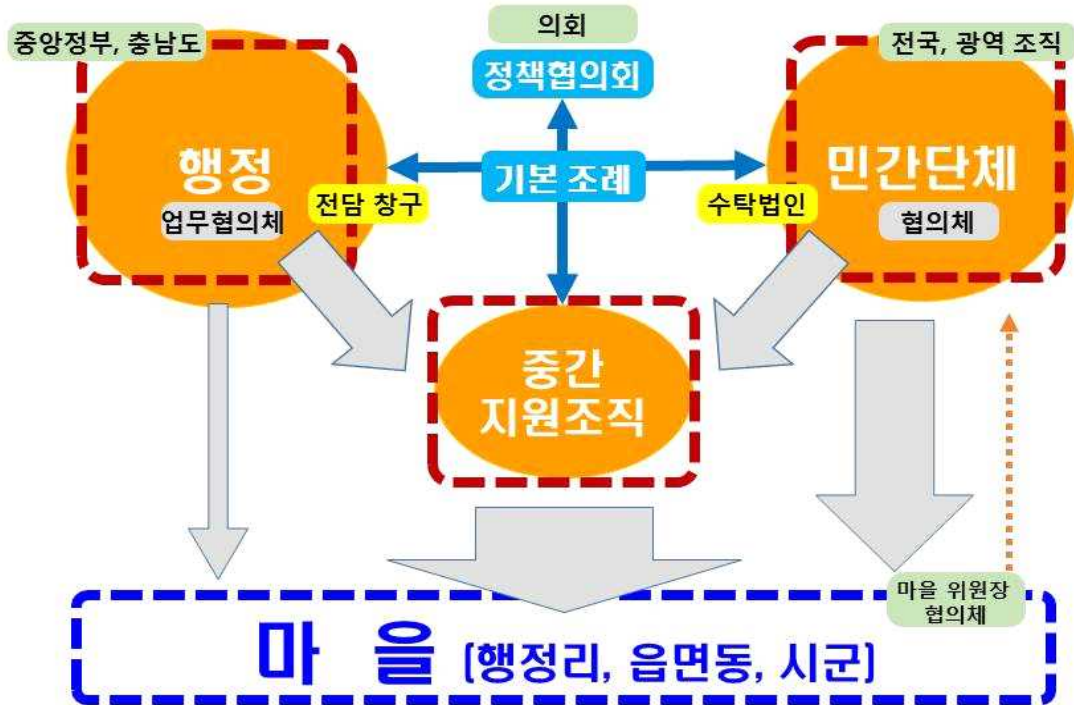 중앙정부, 충남도
의회
전국, 광역 조직
정책협의회
행정
기본 조례
민간단체
업무협의체
전담 창구
수탁법인
협의체
중간
지원조직
마을 위원장
협의체
마 을 (행정리, 읍면동, 시군)